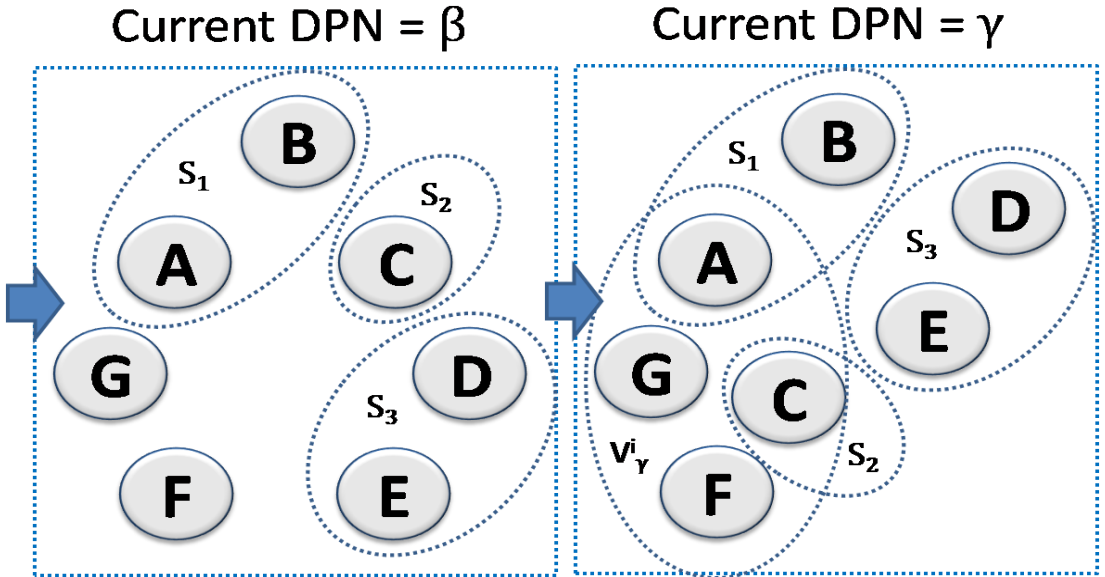 Current DPN = β
B
S1
S2
A
C
G
D
S3
F
E
Current DPN = γ
B
S1
D
A
S3
E
G
C
Viγ
S2
F